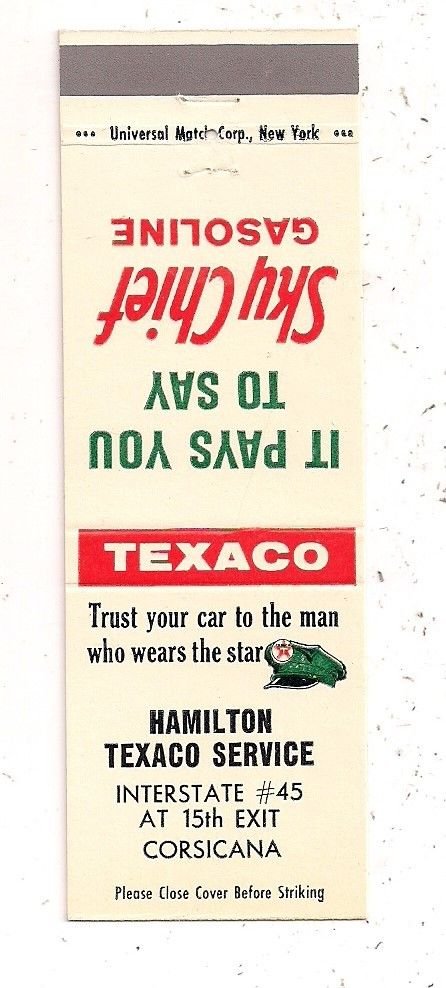 Universal Match Corp., New York
IT PAYS YOU
TO SAY
Sky Chief
GASOLINE
TEXACO
Trust your car to the man
who wears the star
HAMILTON
TEXACO SERVICE
INTERSTATE #45
AT 15th EXIT
CORSICANA
Please Close Cover Before Striking